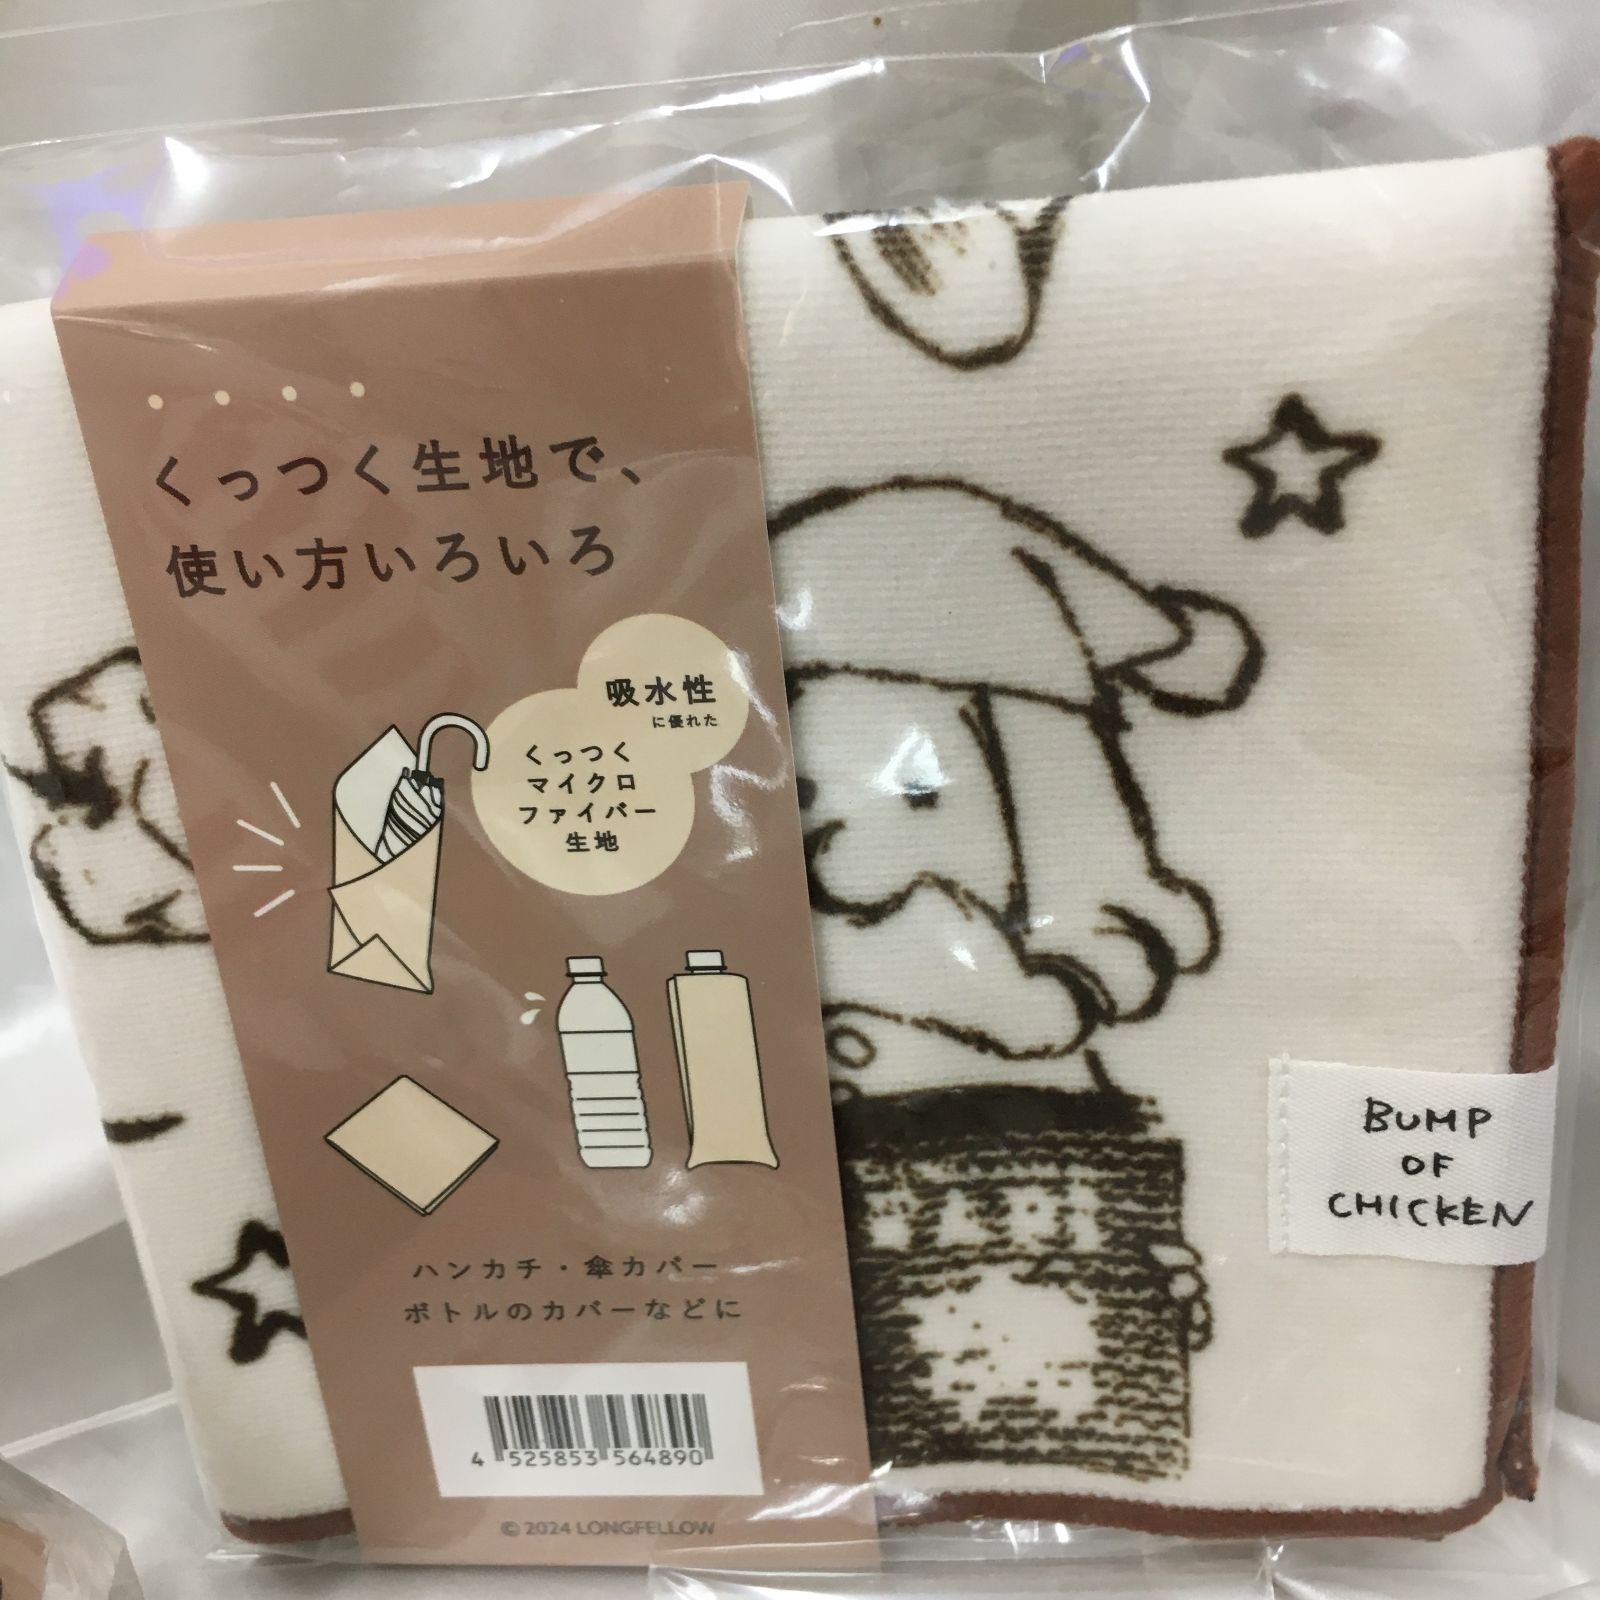 くっつく生地で、
使い方いろいろ
吸水性
に優れた
くっつく
マイクロ
ファイバー
生地
ハンカチ・傘カバー
ボトルのカバーなどに
4 525853 564890
© 2024 LONGFELLOW
BUMP
OF
CHICKEN